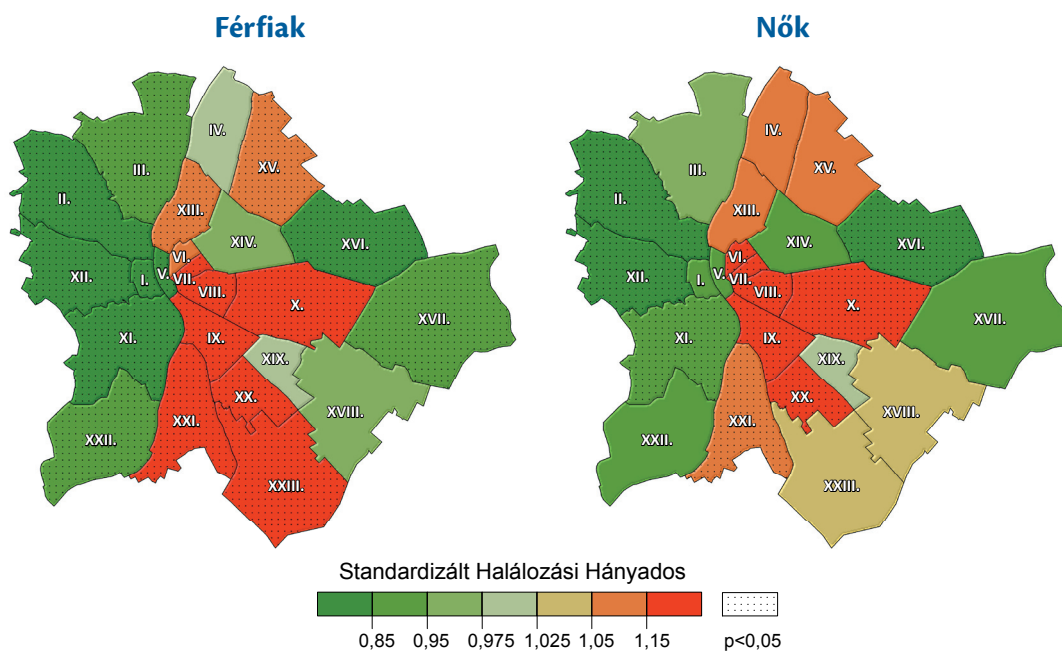 Férfiak
IV.
III.
XV.
II.
XIII.
XIV.
XVI.
VI.
XII.
I.
V.
VII.
VIII.
X.
XVII.
XI.
IX.
XIX.
XX.
XVIII.
XXI.
XXII.
XXIII.
Nők
IV.
III.
XV.
II.
XIII.
XIV.
XVI.
VI.
XII.
I.
V.
VII.
VIII.
X.
XVII.
XI.
IX.
XIX.
XX.
XVIII.
XXI.
XXII.
XXIII.
Standardizált Halálozási Hányados
0,85 0,95 0,975 1,025 1,05 1,15 p<0,05